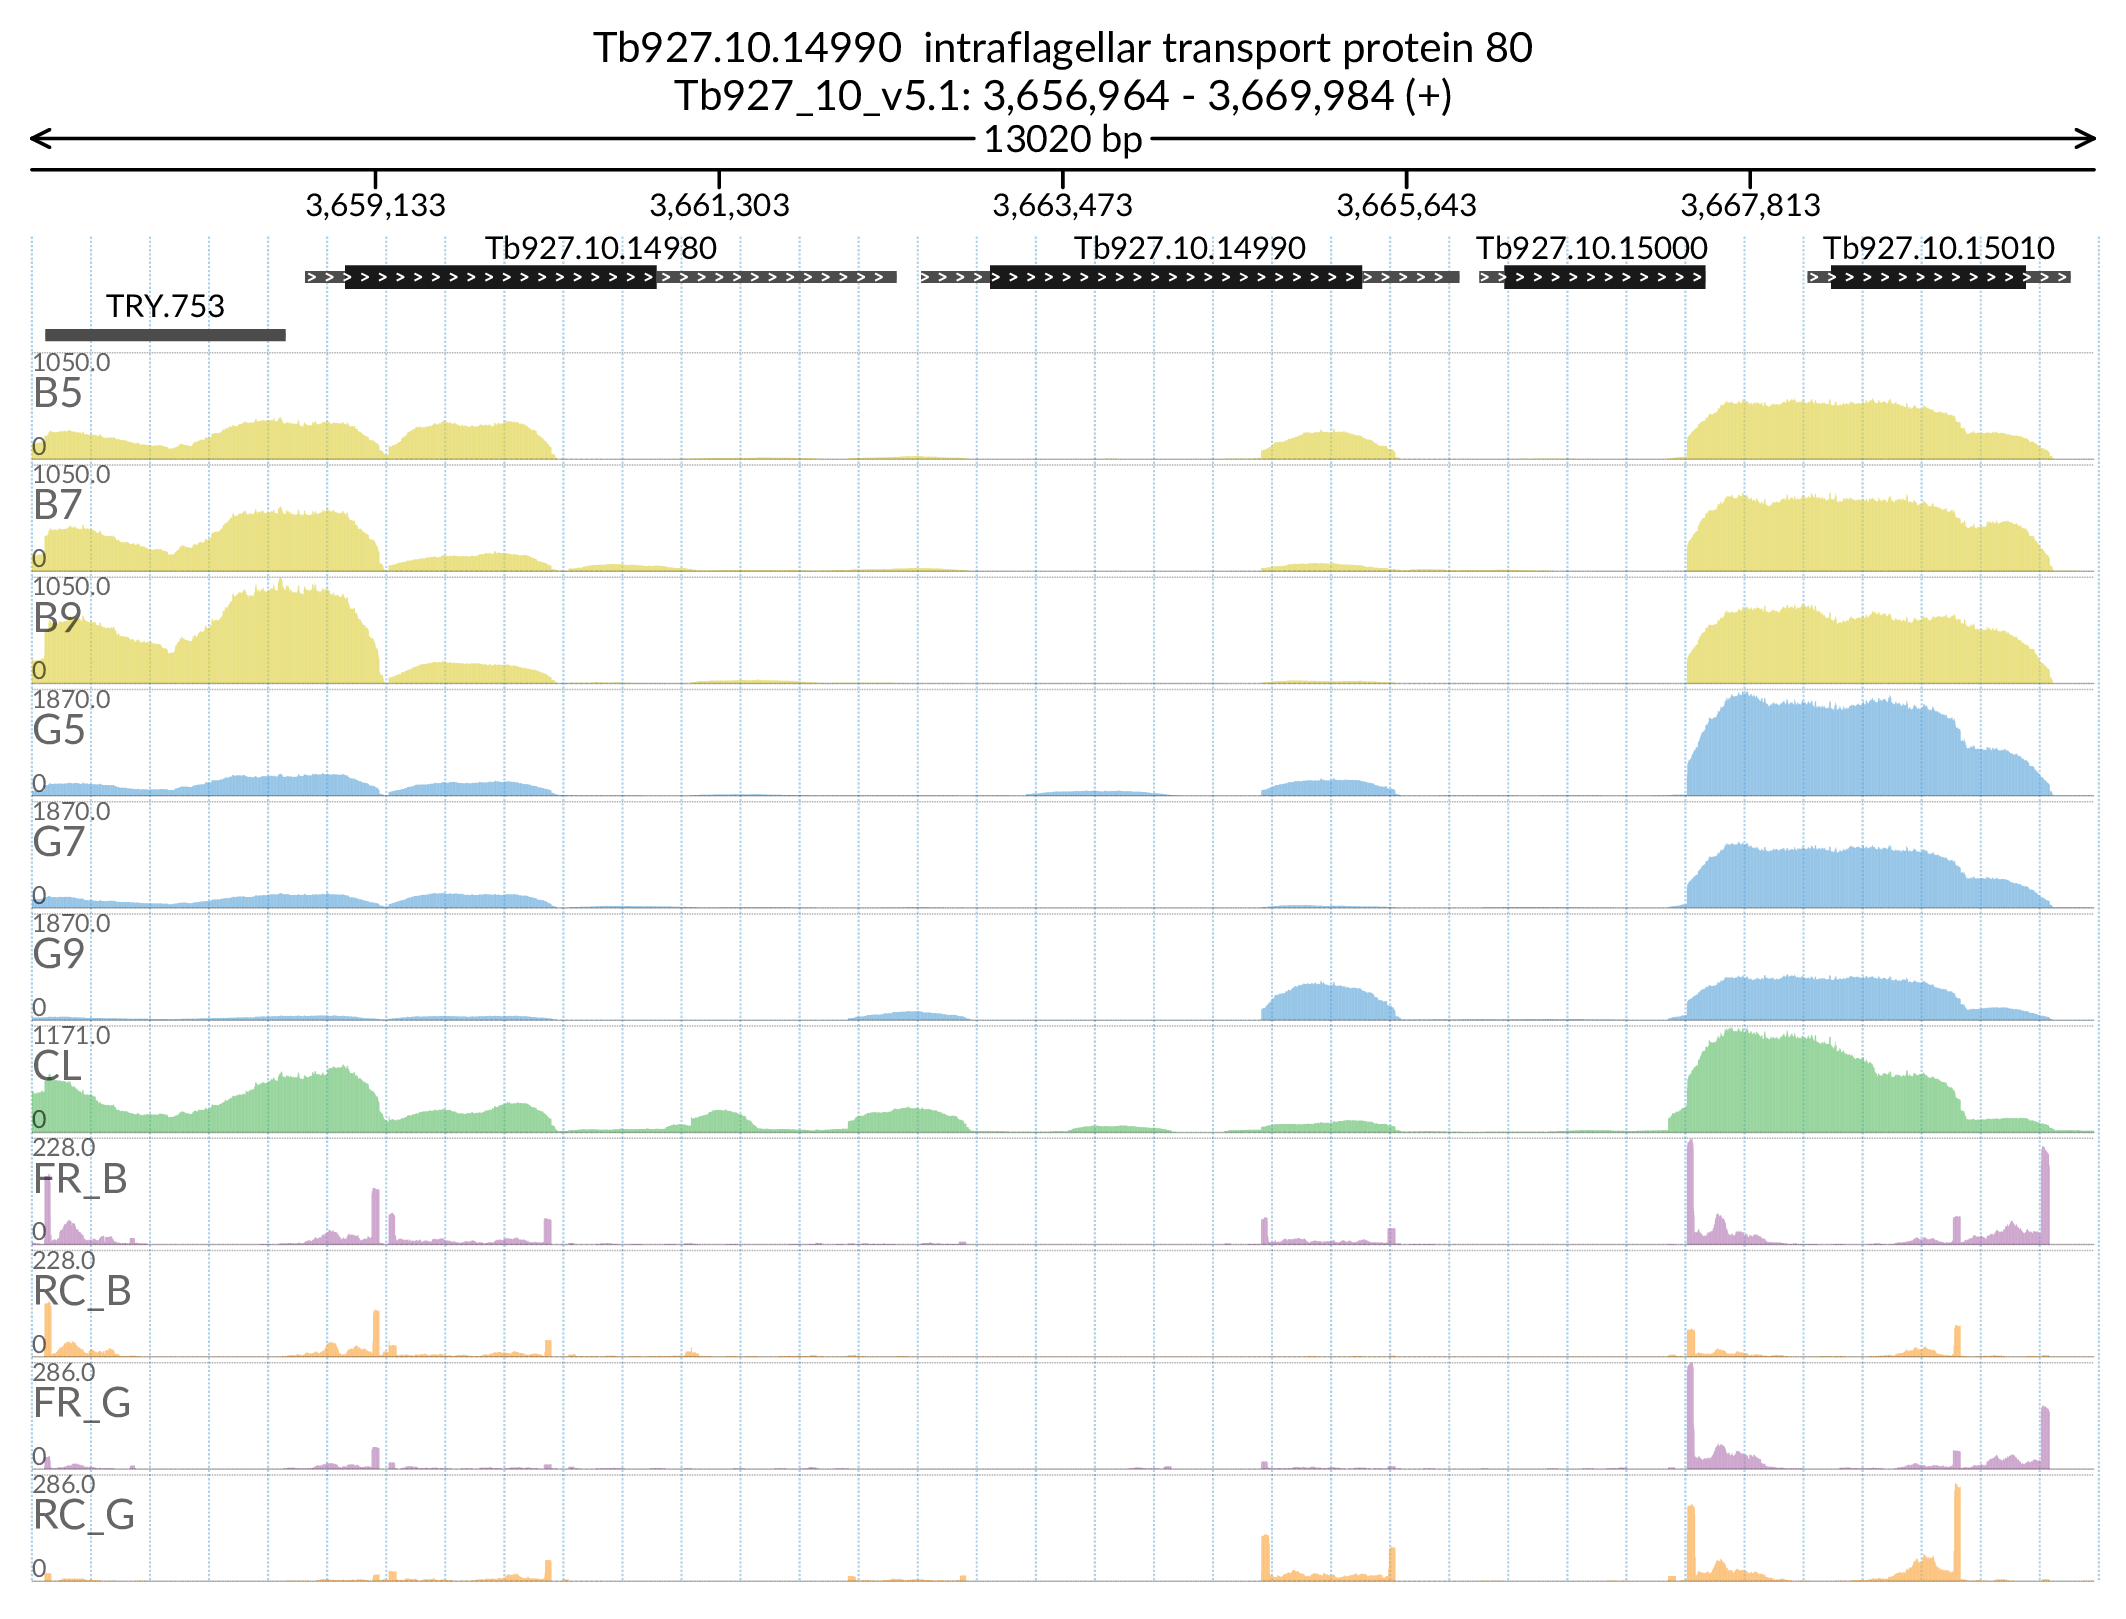 Tb927.10.14990  intraflagellar transport protein 80
Tb927_10_v5.1: 3,656,964 - 3,669,984 (+)
13020 bp
3,659,133 3,661,303 3,663,473 3,665,643 3,667,813
Tb927.10.14980 Tb927.10.14990 Tb927.10.15000 Tb927.10.15010
TRY.753
1050.0
B5
0
1050.0
B7
0
1050.0
B9
0
1870.0
G5
0
1870.0
G7
0
1870.0
G9
0
1171.0
CL
0
228.0
FR_B
0
228.0
RC_B
0
286.0
FR_G
0
286.0
RC_G
0